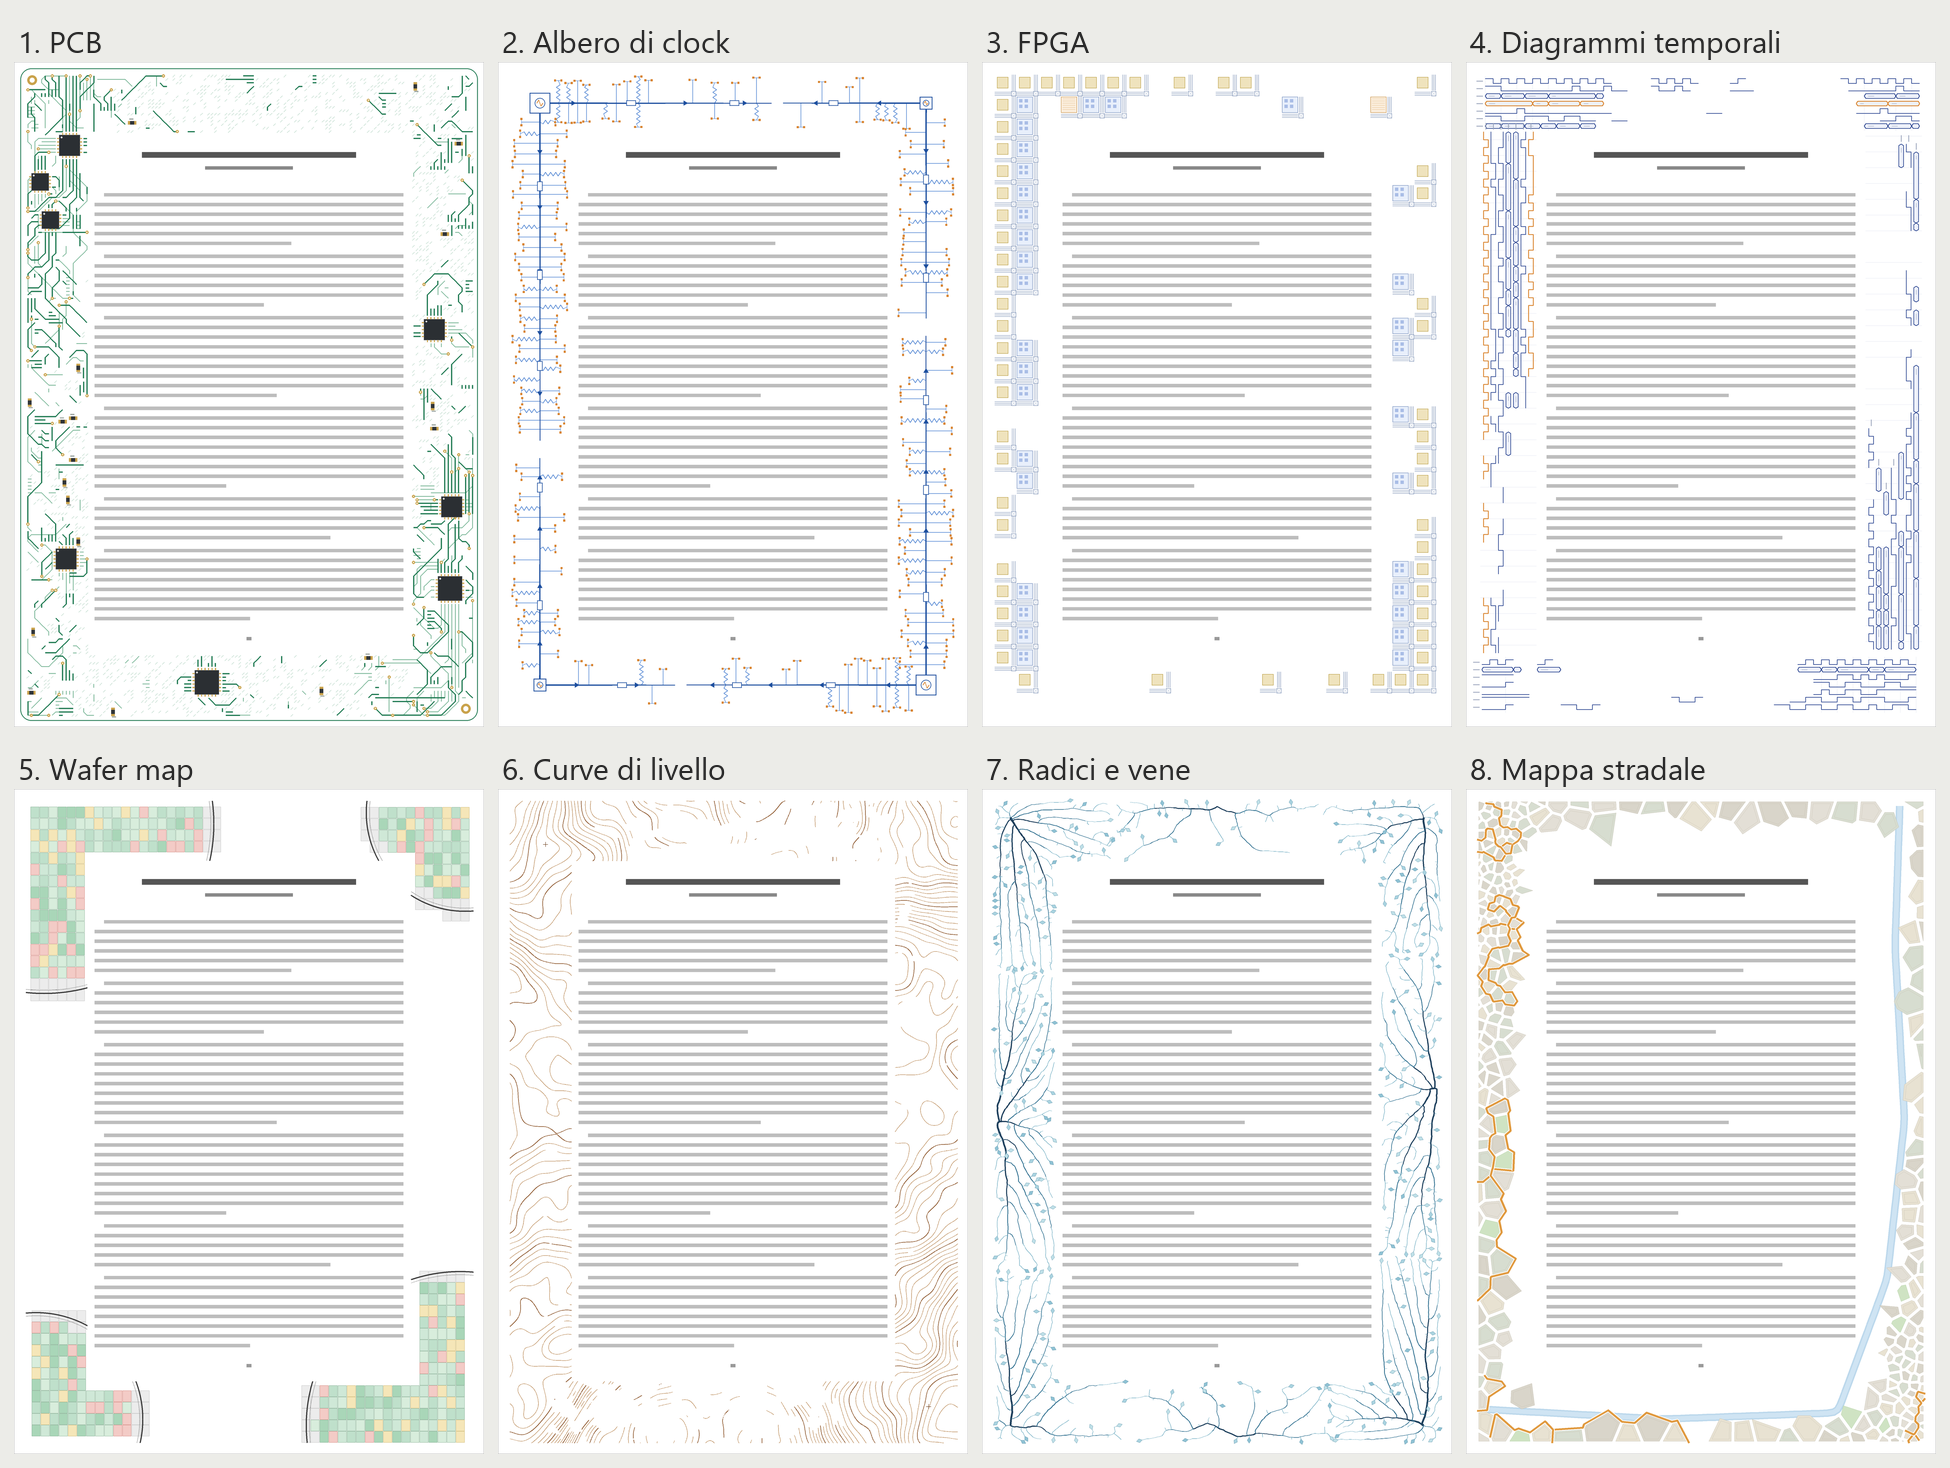 1. PCB
2. Albero di clock
3. FPGA
4. Diagrammi temporali
5. Wafer map
6. Curve di livello
7. Radici e vene
8. Mappa stradale